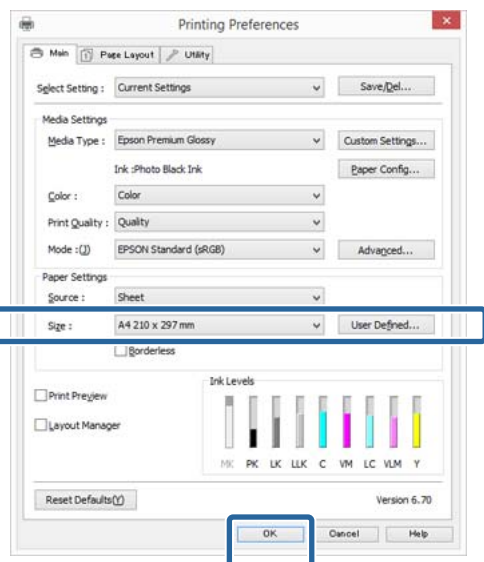 Printing Preferences
Main Page Layout Utility
Select Setting : Current Settings Save/Del...
Media Settings
Media Type : Epson Premium Glossy Custom Settings...
Ink :Photo Black Ink Paper Config...
Color : Color
Print Quality : Quality
Mode :(J) EPSON Standard (sRGB) Advanced...
Paper Settings
Source : Sheet
Size : A4 210 x 297 mm User Defined...
Borderless
Print Preview
Layout Manager
Ink Levels
MK PK LK LLK C VM LC VLM Y
Reset Defaults(Y) Version 6.70
OK Cancel Help